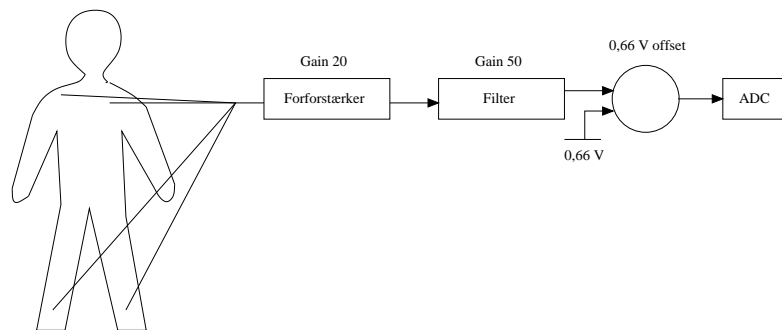 Gain 20
Gain 50
0,66 V offset
Forforstærker
Filter
ADC
0,66 V